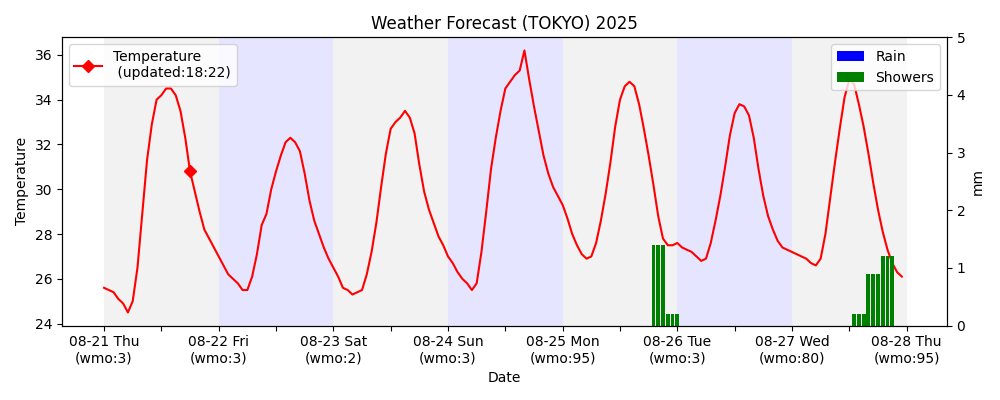 Weather Forecast (TOKYO) 2025
Temperature
(updated:18:22)
Rain
Showers
36
34
32
30
28
26
24
Temperature
5
4
3
2
1
0
mm
08-21 Thu
(wmo:3)
08-22 Fri
(wmo:3)
08-23 Sat
(wmo:2)
08-24 Sun
(wmo:3)
08-25 Mon
(wmo:95)
08-26 Tue
(wmo:3)
08-27 Wed
(wmo:80)
08-28 Thu
(wmo:95)
Date